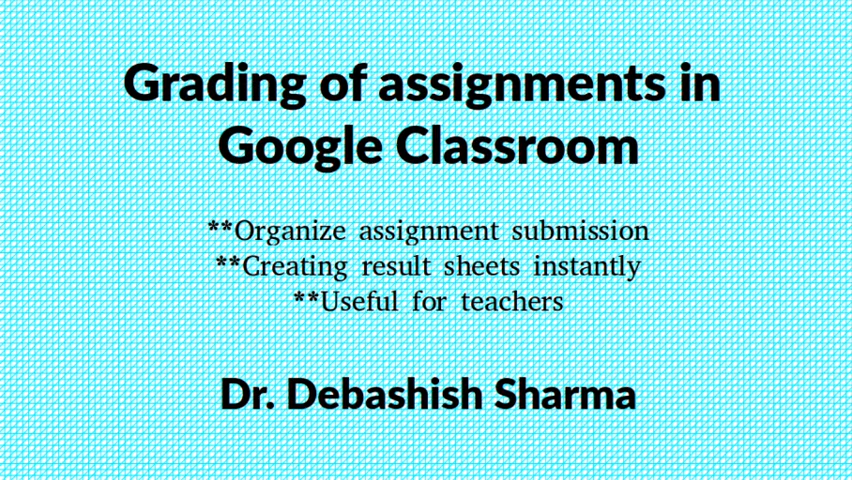 Grading of assignments in
Google Classroom
**Organize assignment submission
**Creating result sheets instantly
**Useful for teachers
Dr. Debashish Sharma